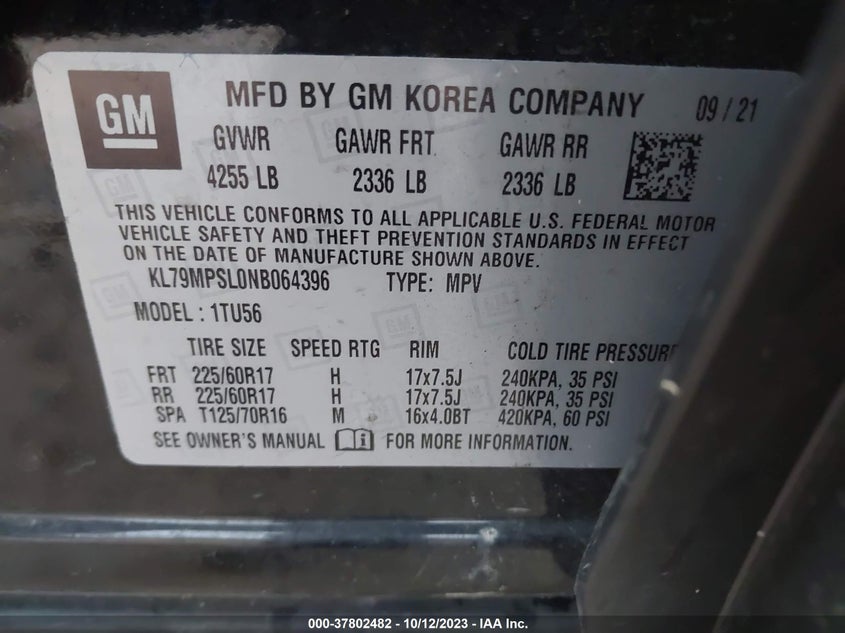 GM
MFD BY GM KOREA COMPANY 09/21
GVWR GAWR FRT GAWR RR
4255 LB 2336 LB 2336 LB
THIS VEHICLE CONFORMS TO ALL APPLICABLE U.S. FEDERAL MOTOR
VEHICLE SAFETY AND THEFT PREVENTION STANDARDS IN EFFECT
ON THE DATE OF MANUFACTURE SHOWN ABOVE.
KL79MPSL0NB064396 TYPE: MPV
MODEL: 1TU56
TIRE SIZE SPEED RTG RIM COLD TIRE PRESSURE
FRT 225/60R17 H 17x7.5J 240KPA, 35 PSI
RR 225/60R17 H 17x7.5J 240KPA, 35 PSI
SPA T125/70R16 M 16x4.0BT 420KPA, 60 PSI
SEE OWNER'S MANUAL FOR MORE INFORMATION.
000-37802482 - 10/12/2023 - IAA Inc.